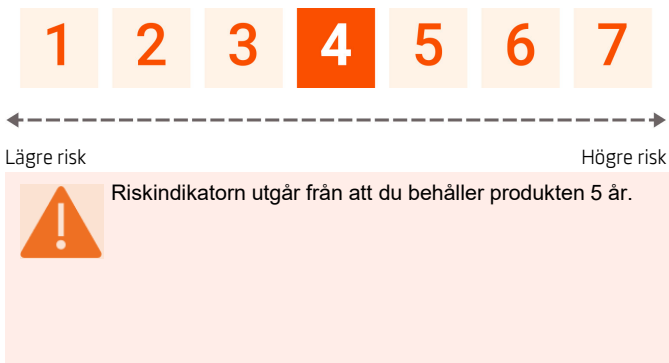 1 2 3 4 5 6 7
Lägre risk Högre risk
Riskindikatorn utgår från att du behåller produkten 5 år.